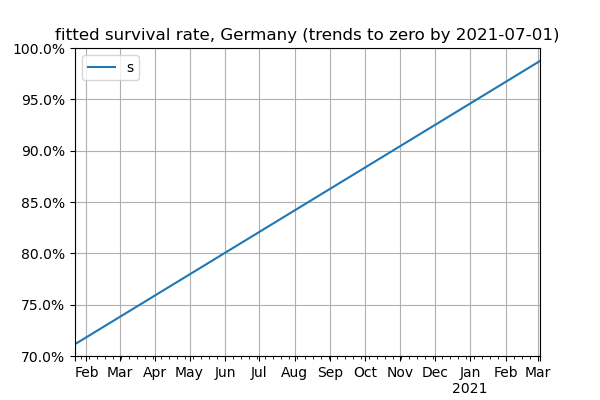 fitted survival rate, Germany (trends to zero by 2021-07-01)
100.0%
95.0%
90.0%
85.0%
80.0%
75.0%
70.0%
s
Feb Mar Apr May Jun Jul Aug Sep Oct Nov Dec Jan Feb Mar
2021